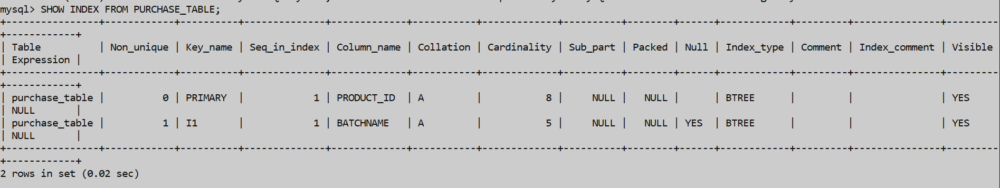 mysql> SHOW INDEX FROM PURCHASE_TABLE;
+----------------+------------+----------+--------------+-------------+-----------+-------------+----------+--------+------+------------+---------+---------------+---------
+------------+
| Table          | Non_unique | Key_name | Seq_in_index | Column_name | Collation | Cardinality | Sub_part | Packed | Null | Index_type | Comment | Index_comment | Visible
| Expression |
+----------------+------------+----------+--------------+-------------+-----------+-------------+----------+--------+------+------------+---------+---------------+---------
+------------+
| purchase_table |          0 | PRIMARY  |            1 | PRODUCT_ID  | A         |           8 |     NULL |   NULL |      | BTREE      |         |               | YES
| NULL       |
| purchase_table |          1 | I1       |            1 | BATCHNAME   | A         |           5 |     NULL |   NULL | YES  | BTREE      |         |               | YES
| NULL       |
+----------------+------------+----------+--------------+-------------+-----------+-------------+----------+--------+------+------------+---------+---------------+---------
+------------+
2 rows in set (0.02 sec)